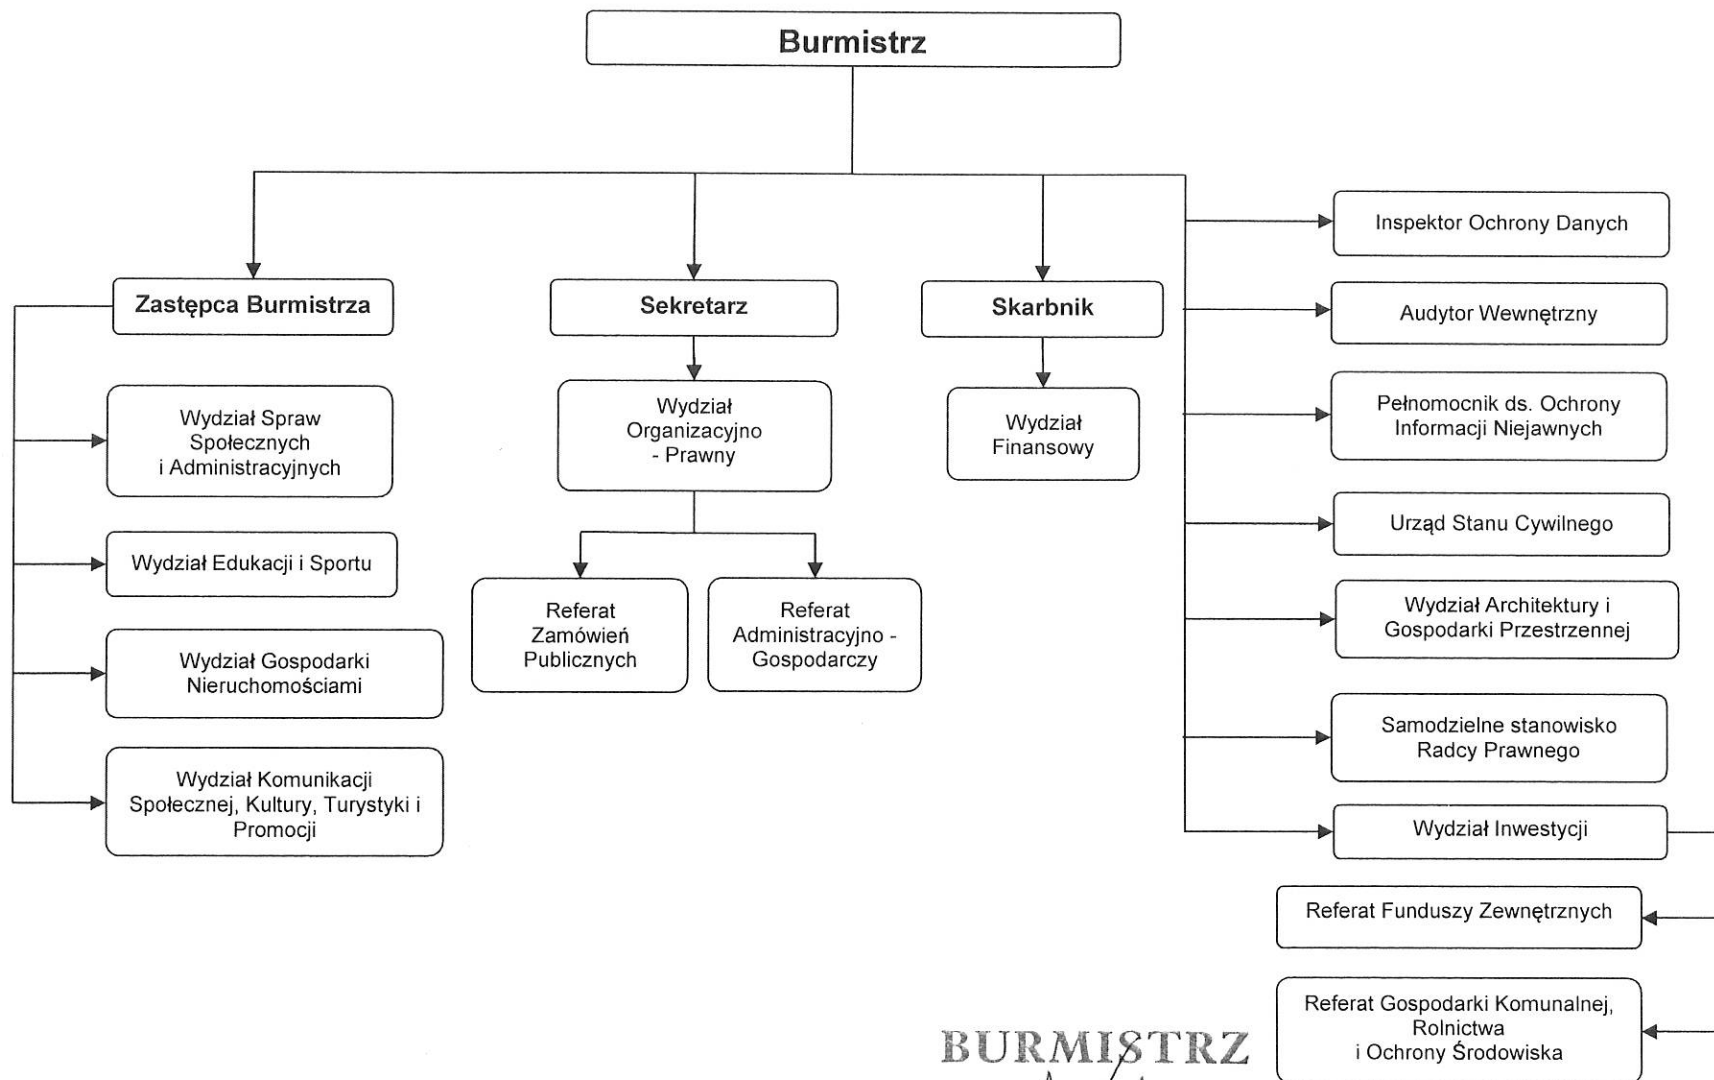 Burmistrz
Zastępca Burmistrza
Wydział Spraw
Społecznych
i Administracyjnych
Wydział Edukacji i Sportu
Wydział Gospodarki
Nieruchomościami
Wydział Komunikacji
Społecznej, Kultury, Turystyki i
Promocji
Sekretarz
Wydział
Organizacyjno
- Prawny
Referat
Zamówień
Publicznych
Referat
Administracyjno -
Gospodarczy
Skarbnik
Wydział
Finansowy
Inspektor Ochrony Danych
Audytor Wewnętrzny
Pełnomocnik ds. Ochrony
Informacji Niejawnych
Urząd Stanu Cywilnego
Wydział Architektury i
Gospodarki Przestrzennej
Samodzielne stanowisko
Radcy Prawnego
Wydział Inwestycji
Referat Funduszy Zewnętrznych
Referat Gospodarki Komunalnej,
Rolnictwa
i Ochrony Środowiska
BURMISTRZ